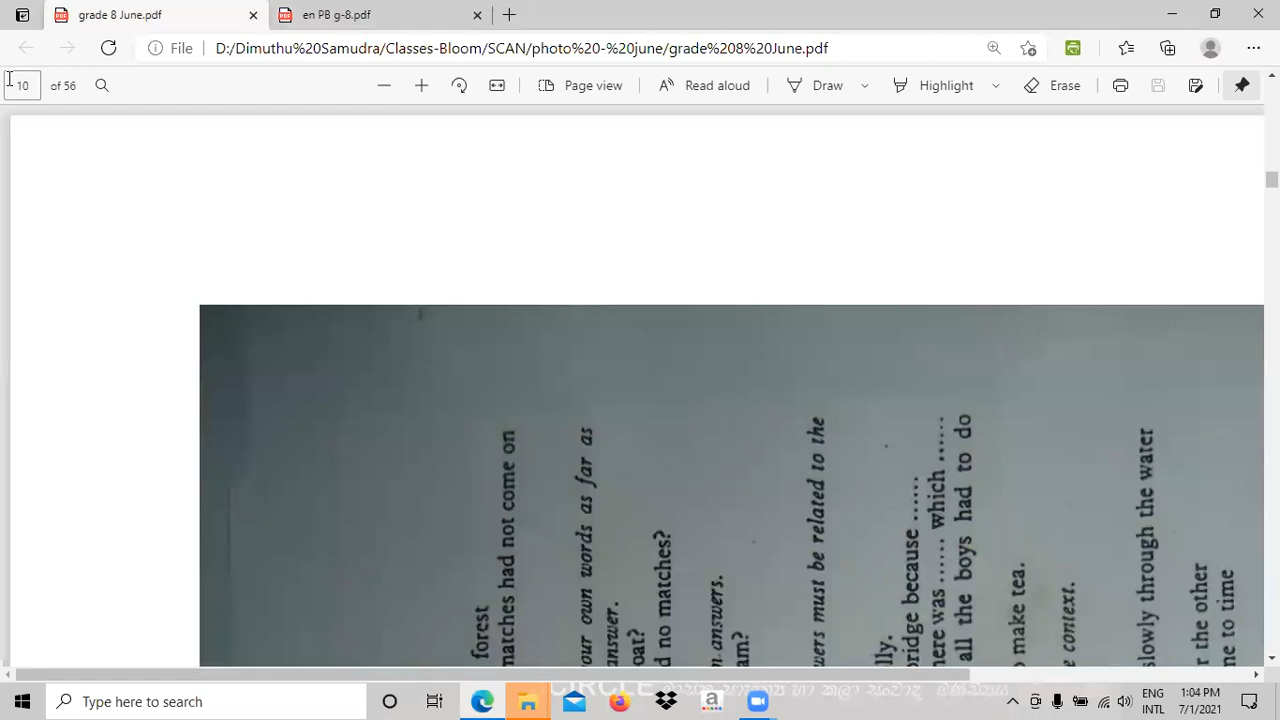 grade 8 June.pdf
en PB g-8.pdf
File
D:/Dimuthu%20Samudra/Classes-Bloom/SCAN/photo%20-%20june/grade%208%20June.pdf
10
of 56
Page view
Read aloud
Draw
Highlight
Erase
forest
matches had not come on
your own words as far as
answer.
oat?
d no matches?
answers.
am?
wers must be related to the
lly.
ridge because ......
here was ...... which ......
all the boys had to do
make tea.
context.
slowly through the water
r the other
me to time
CIRCLE
Type here to search
ENG
INTL
1:04 PM
7/1/2021